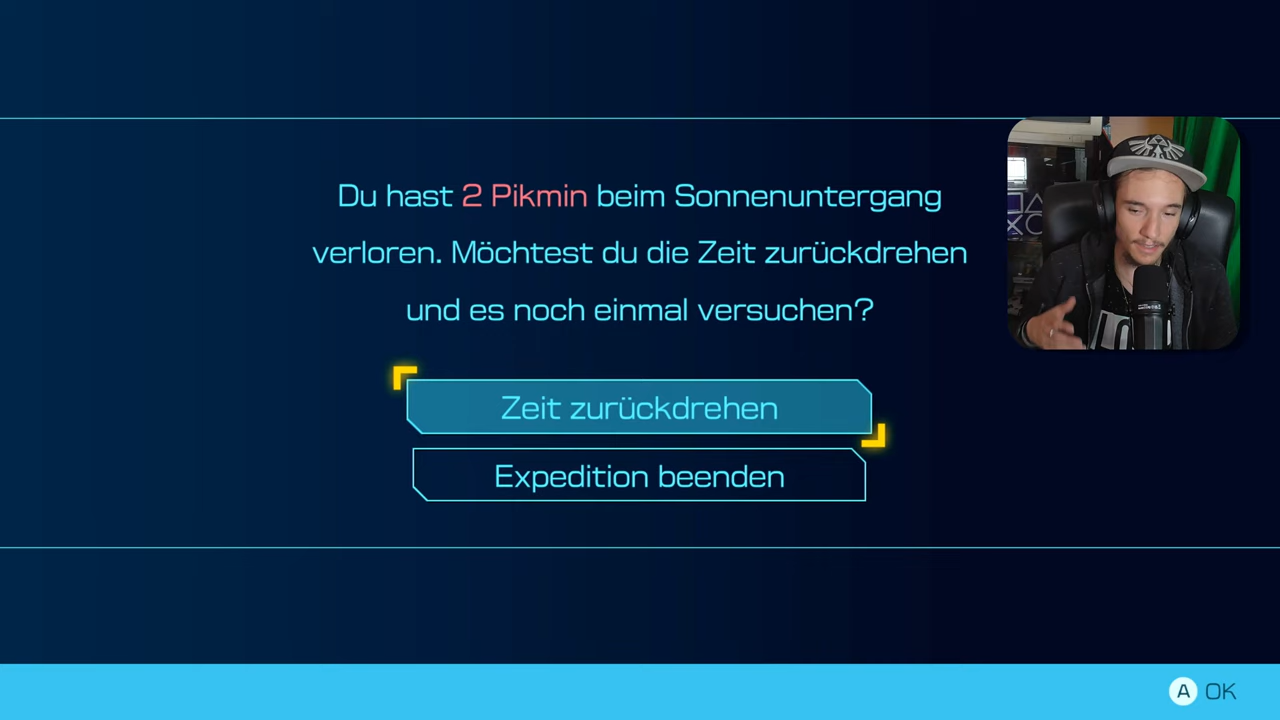 Du hast 2 Pikmin beim Sonnenuntergang
verloren. Möchtest du die Zeit zurückdrehen
und es noch einmal versuchen?
Zeit zurückdrehen
Expedition beenden
A OK